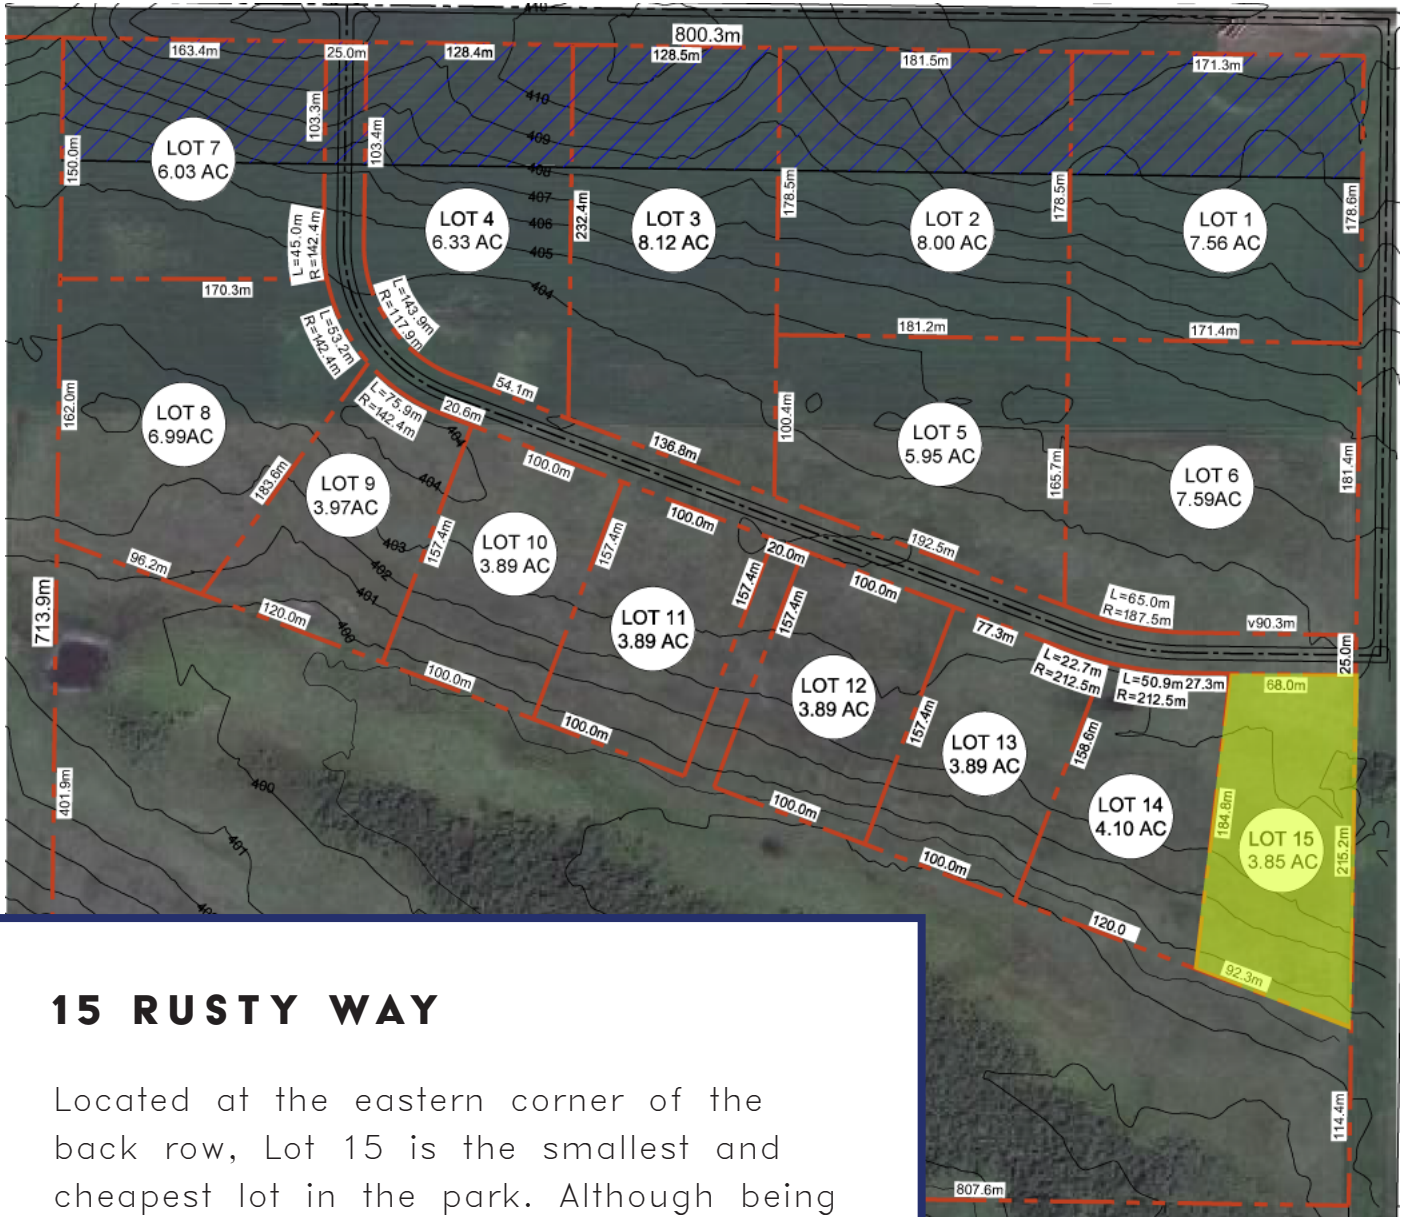 410
800.3m
163.4m
25.0m
128.4m
128.5m
181.5m
171.3m
103.3m
103.4m
410
409
408
407
406
405
404
150.0m
LOT 7
6.03 AC
LOT 4
6.33 AC
232.4m
LOT 3
8.12 AC
178.5m
LOT 2
8.00 AC
178.5m
LOT 1
7.56 AC
178.6m
L=45.0m
R=142.4m
170.3m
L=143.9m
R=117.9m
L=53.2m
R=142.4m
181.2m
171.4m
L=75.9m
R=142.4m
54.1m
20.6m
162.0m
LOT 8
6.99AC
404
404
100.4m
136.8m
LOT 5
5.95 AC
165.7m
LOT 6
7.59AC
181.4m
183.6m
LOT 9
3.97AC
100.0m
157.4m
LOT 10
3.89 AC
157.4m
100.0m
403
402
401
400
192.5m
20.0m
100.0m
96.2m
120.0m
713.9m
LOT 11
3.89 AC
157.4m
157.4m
L=65.0m
R=187.5m
v90.3m
77.3m
25.0m
L=22.7m
R=212.5m
L=50.9m
R=212.5m
27.3m
68.0m
100.0m
100.0m
LOT 12
3.89 AC
157.4m
LOT 13
3.89 AC
158.6m
LOT 14
4.10 AC
184.8m
LOT 15
3.85 AC
215.2m
401.9m
400
401
100.0m
100.0m
120.0
92.3m
114.4m
807.6m
15 RUSTY WAY
Located at the eastern corner of the
back row, Lot 15 is the smallest and
cheapest lot in the park. Although being